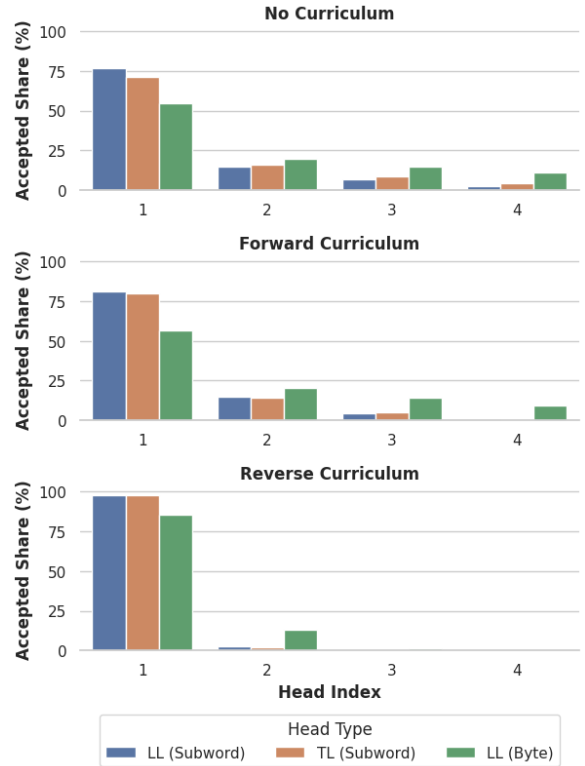 No Curriculum
Accepted Share (%)
100
75
50
25
0
1 2 3 4
Forward Curriculum
Accepted Share (%)
100
75
50
25
0
1 2 3 4
Reverse Curriculum
Accepted Share (%)
100
75
50
25
0
1 2 3 4
Head Index
Head Type
LL (Subword) TL (Subword) LL (Byte)